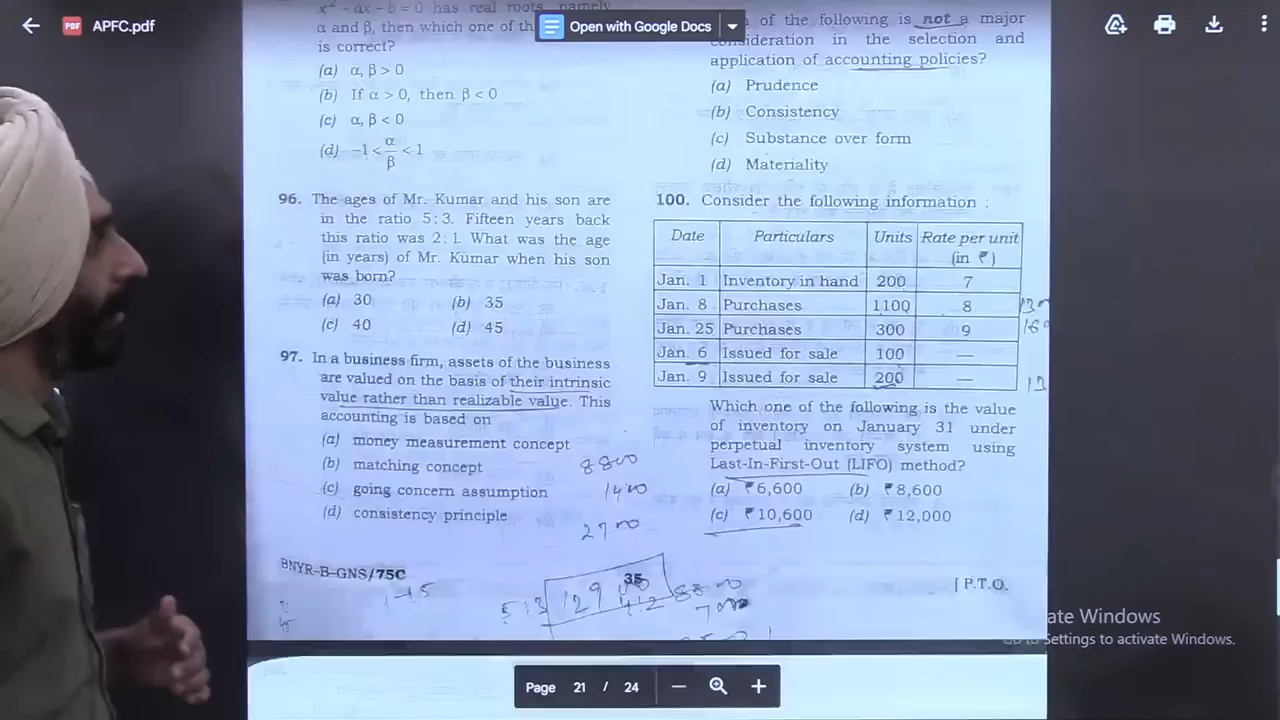 APFC.pdf
Open with Google Docs
x² + ax − b = 0 has real roots, namely
α and β, then which one of th
is correct?
(a) α, β > 0
(b) If α > 0, then β < 0
(c) α, β < 0
(d) −1 < α/β < 1
96. The ages of Mr. Kumar and his son are
in the ratio 5 : 3. Fifteen years back
this ratio was 2 : 1. What was the age
(in years) of Mr. Kumar when his son
was born?
(a) 30 (b) 35
(c) 40 (d) 45
97. In a business firm, assets of the business
are valued on the basis of their intrinsic
value rather than realizable value. This
accounting is based on
(a) money measurement concept
(b) matching concept
(c) going concern assumption
(d) consistency principle
8800
1400
2700
BNYR-B-GNS/75C
35
of the following is not a major
consideration in the selection and
application of accounting policies?
(a) Prudence
(b) Consistency
(c) Substance over form
(d) Materiality
100. Consider the following information :
Date Particulars Units Rate per unit
(in ₹)
Jan. 1 Inventory in hand 200 7
Jan. 8 Purchases 1100 8
Jan. 25 Purchases 300 9
Jan. 6 Issued for sale 100 —
Jan. 9 Issued for sale 200 —
Which one of the following is the value
of inventory on January 31 under
perpetual inventory system using
Last-In-First-Out (LIFO) method?
(a) ₹6,600 (b) ₹8,600
(c) ₹10,600 (d) ₹12,000
[ P.T.O.
ate Windows
Settings to activate Windows.
Page 21 / 24